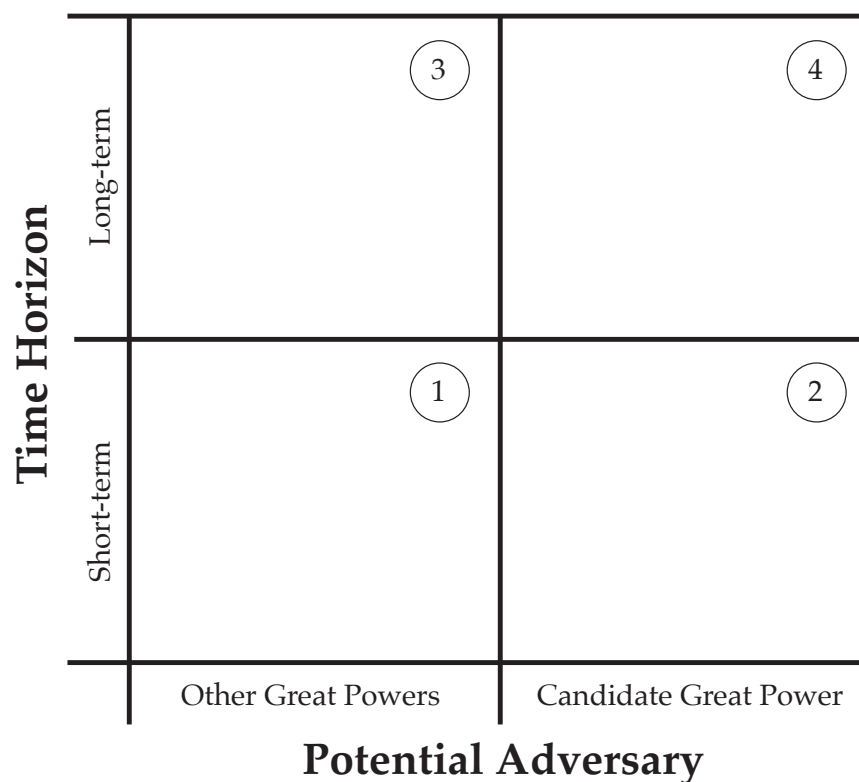 Time Horizon
Long-term
Short-term
3
4
1
2
Other Great Powers
Candidate Great Power
Potential Adversary